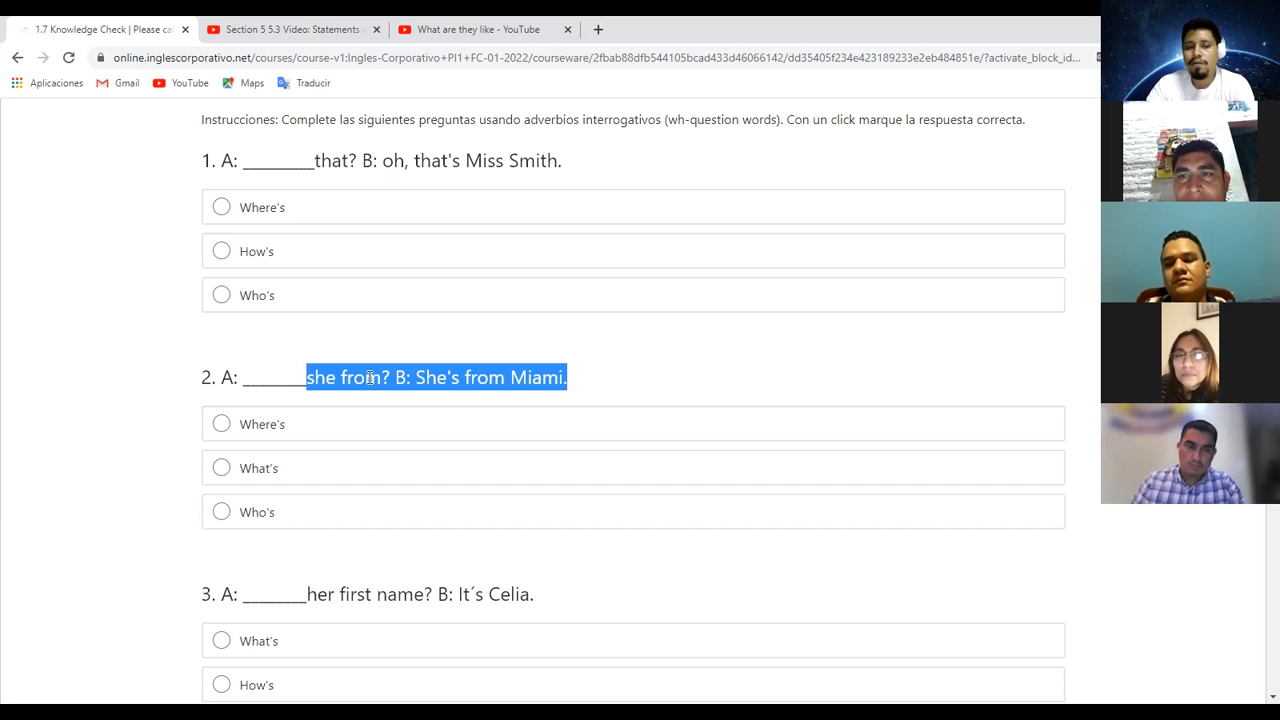 1.7 Knowledge Check | Please ca
Section 5 5.3 Video: Statements
What are they like - YouTube
online.inglescorporativo.net/courses/course-v1:Ingles-Corporativo+PI1+FC-01-2022/courseware/2fbab88dfb544105bcad433d46066142/dd35405f234e423189233e2eb484851e/?activate_block_id...
Aplicaciones
Gmail
YouTube
Maps
Traducir
Instrucciones: Complete las siguientes preguntas usando adverbios interrogativos (wh-question words). Con un click marque la respuesta correcta.
1. A: _________that? B: oh, that's Miss Smith.
Where's
How's
Who's
2. A: ________she from? B: She's from Miami.
Where's
What's
Who's
3. A: ________her first name? B: It´s Celia.
What's
How's